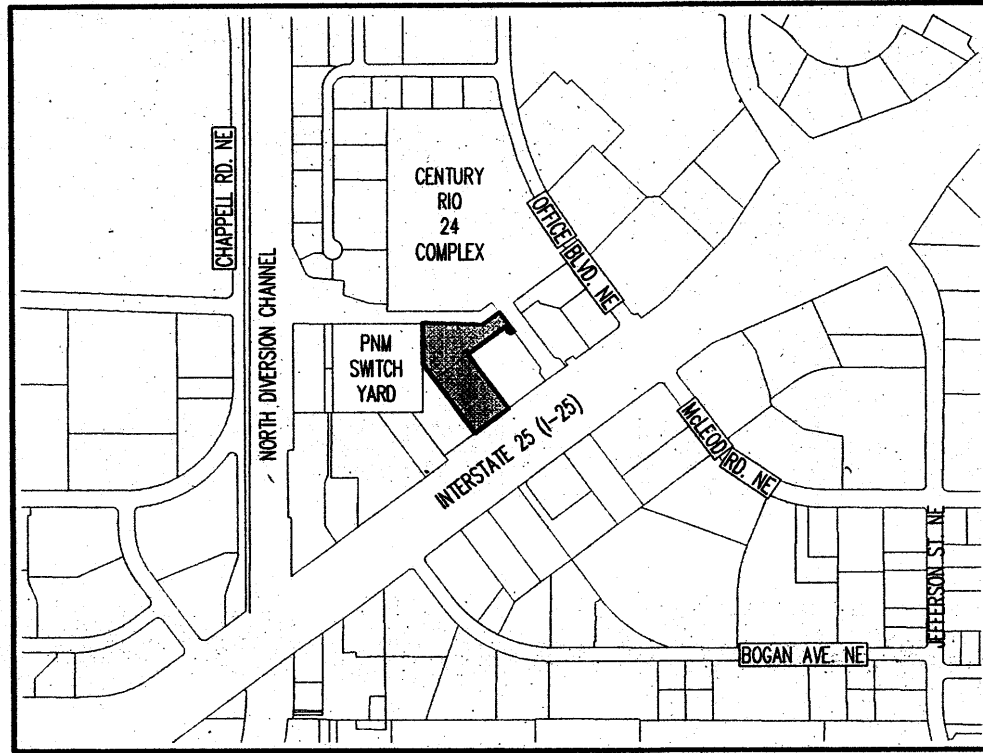 CHAPPELL RD. NE
NORTH DIVERSION CHANNEL
CENTURY
RIO
24
COMPLEX
OFFICE BLVD. NE
PNM
SWITCH
YARD
INTERSTATE 25 (I-25)
McLEOD RD. NE
JEFFERSON ST. NE
BOGAN AVE. NE